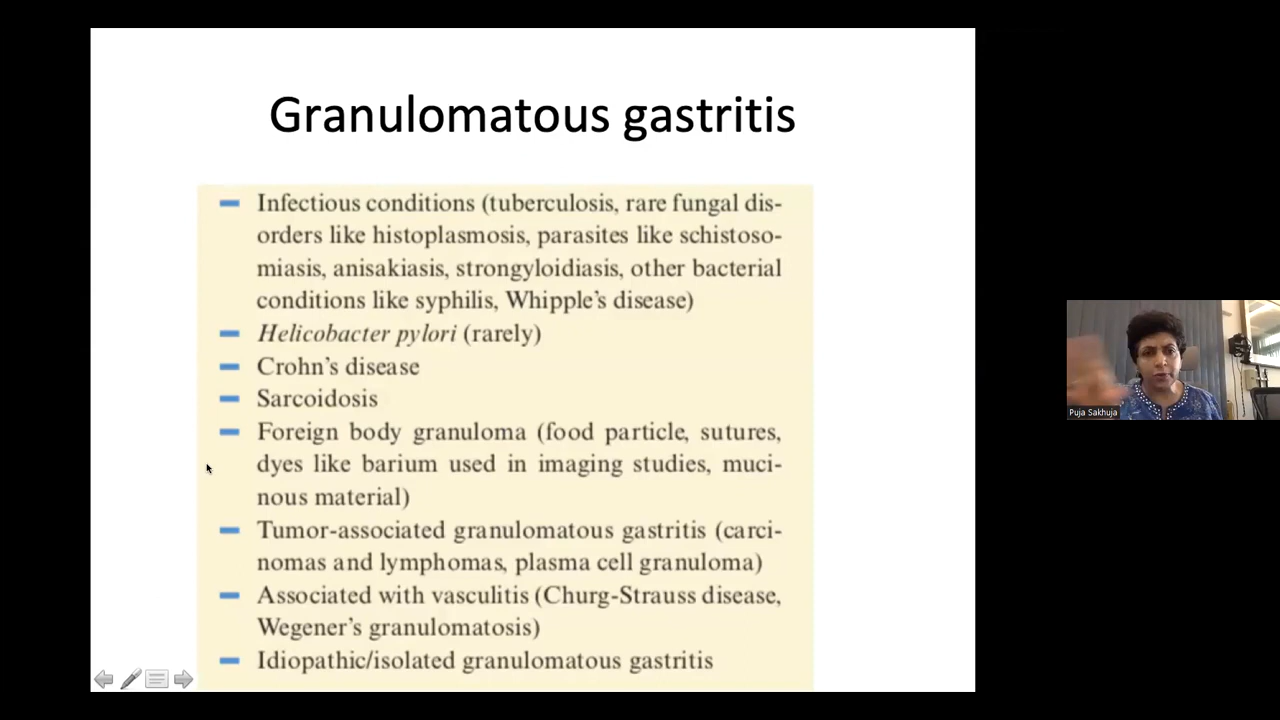 Granulomatous gastritis
Infectious conditions (tuberculosis, rare fungal dis-
orders like histoplasmosis, parasites like schistoso-
miasis, anisakiasis, strongyloidiasis, other bacterial
conditions like syphilis, Whipple's disease)
Helicobacter pylori (rarely)
Crohn's disease
Sarcoidosis
Foreign body granuloma (food particle, sutures,
dyes like barium used in imaging studies, muci-
nous material)
Tumor-associated granulomatous gastritis (carci-
nomas and lymphomas, plasma cell granuloma)
Associated with vasculitis (Churg-Strauss disease,
Wegener's granulomatosis)
Idiopathic/isolated granulomatous gastritis
Puja Sakhuja